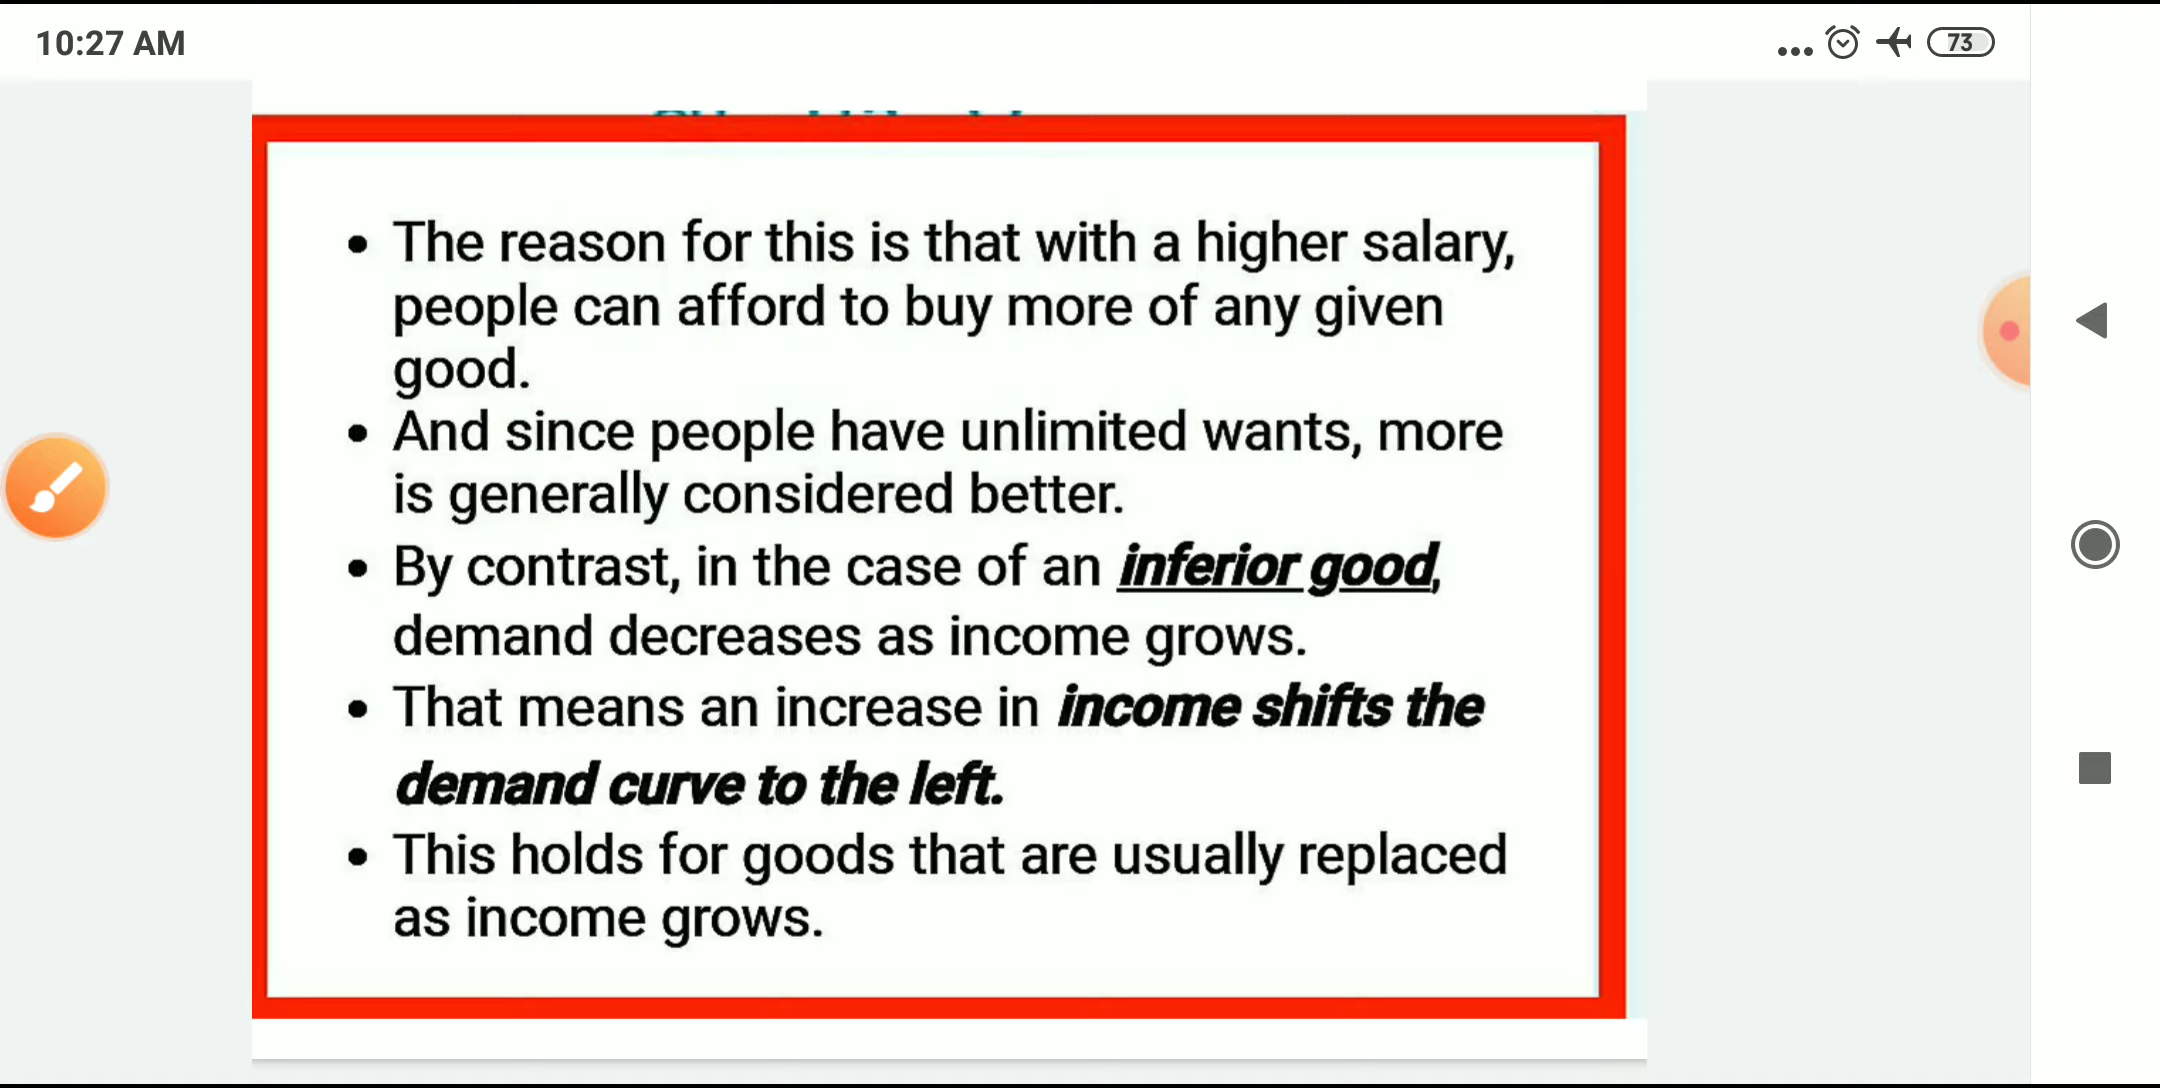 10:27 AM
73
• The reason for this is that with a higher salary,
people can afford to buy more of any given
good.
• And since people have unlimited wants, more
is generally considered better.
• By contrast, in the case of an inferior good,
demand decreases as income grows.
• That means an increase in income shifts the
demand curve to the left.
• This holds for goods that are usually replaced
as income grows.